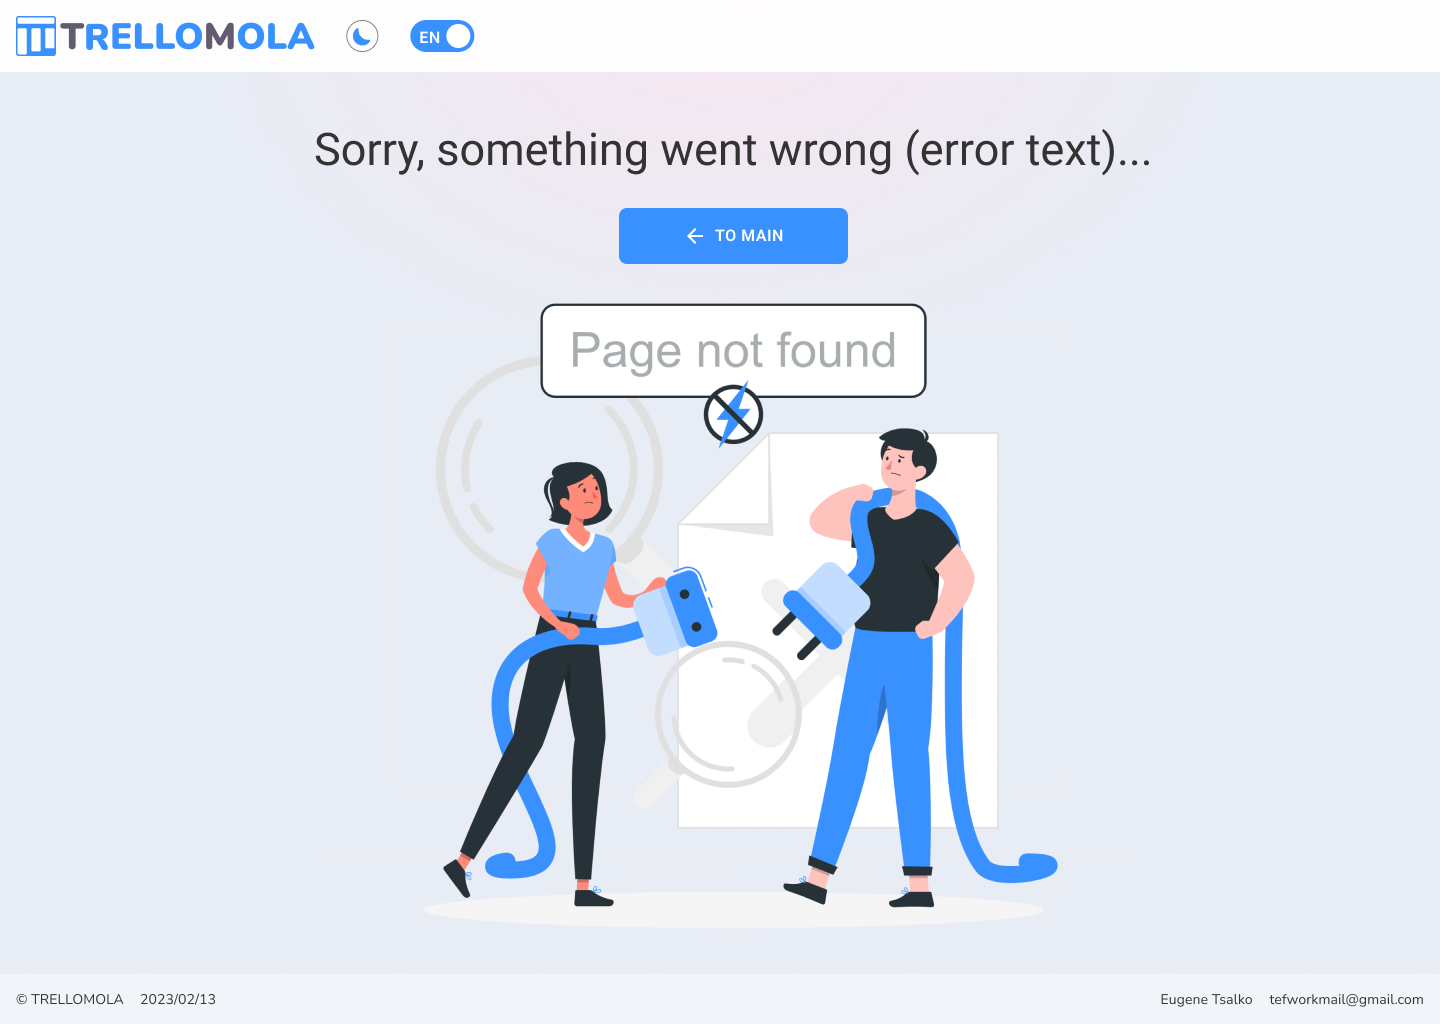 TRELLOMOLA
EN
Sorry, something went wrong (error text)...
TO MAIN
Page not found
© TRELLOMOLA 2023/02/13
Eugene Tsalko tefworkmail@gmail.com